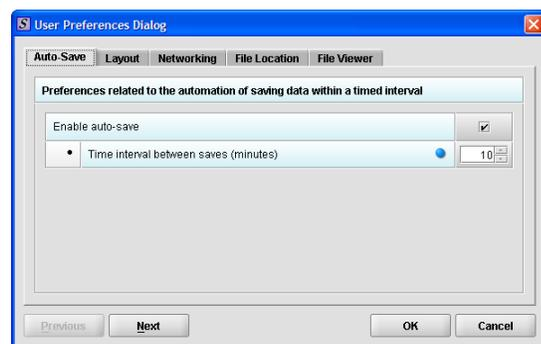 User Preferences Dialog
Auto-Save Layout Networking File Location File Viewer
Preferences related to the automation of saving data within a timed interval
Enable auto-save
Time interval between saves (minutes) 10
Previous Next OK Cancel